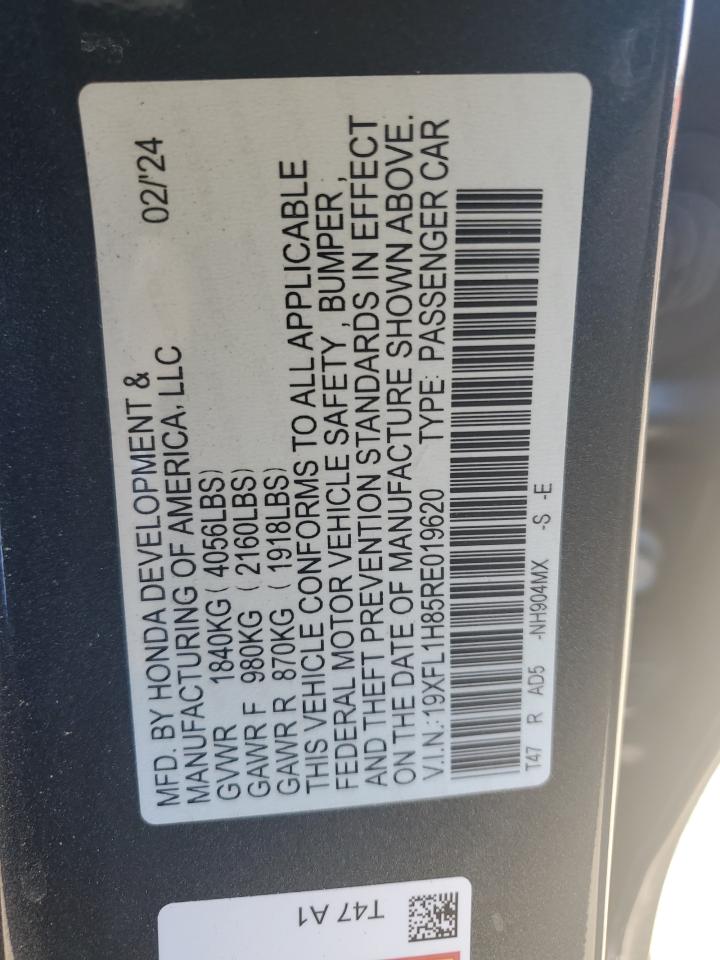 MFD. BY HONDA DEVELOPMENT & 02/'24
MANUFACTURING OF AMERICA, LLC
GVWR 1840KG ( 4056LBS)
GAWR F 980KG ( 2160LBS)
GAWR R 870KG ( 1918LBS)
THIS VEHICLE CONFORMS TO ALL APPLICABLE
FEDERAL MOTOR VEHICLE SAFETY , BUMPER ,
AND THEFT PREVENTION STANDARDS IN EFFECT
ON THE DATE OF MANUFACTURE SHOWN ABOVE.
V.I.N.:19XFL1H85RE019620 TYPE: PASSENGER CAR
T47 R AD5 -NH904MX -S -E
T47 A1